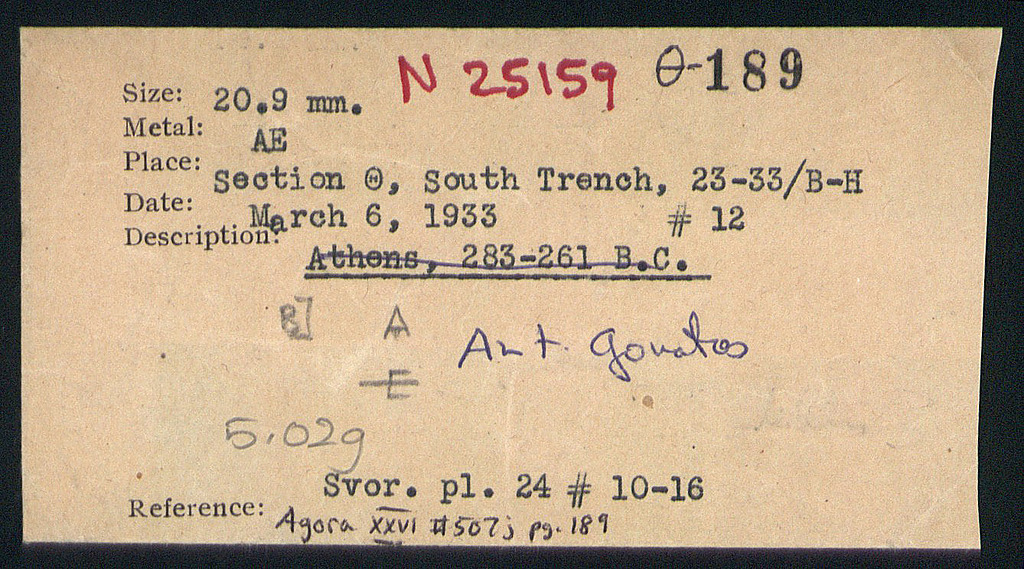 N 25159 Θ-189
Size: 20.9 mm.
Metal: AE
Place: Section Θ, South Trench, 23-33/B-H
Date: March 6, 1933 # 12
Description:
Athens, 283-261 B.C.
B] A
Ant. Gonatas
E
5.02g
Svor. pl. 24 # 10-16
Reference: Agora XXVI #507j pg. 189